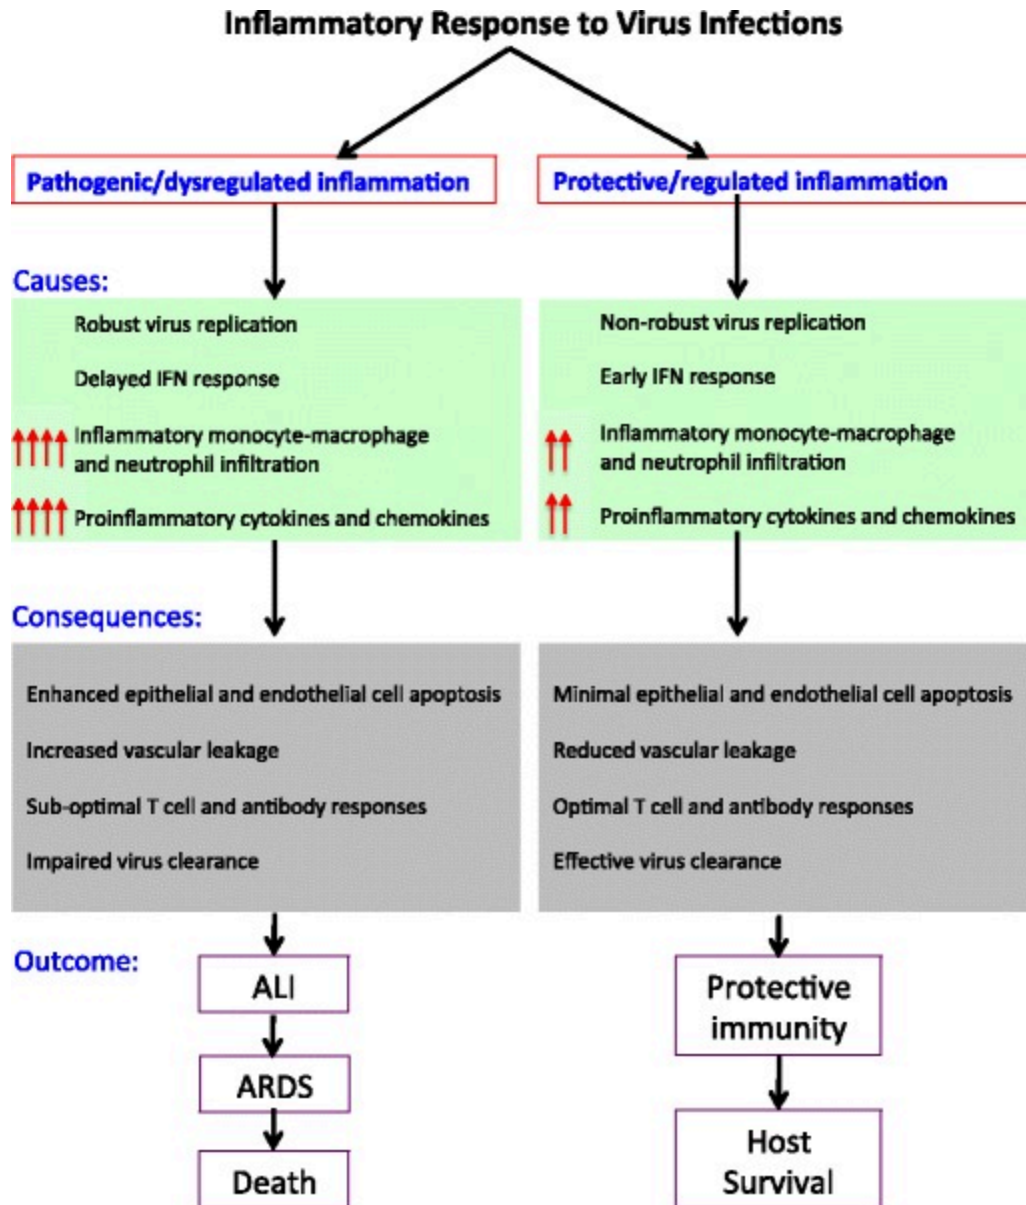 Inflammatory Response to Virus Infections
Pathogenic/dysregulated inflammation
Protective/regulated inflammation
Causes:
Robust virus replication
Delayed IFN response
Inflammatory monocyte-macrophage
and neutrophil infiltration
Proinflammatory cytokines and chemokines
Non-robust virus replication
Early IFN response
Inflammatory monocyte-macrophage
and neutrophil infiltration
Proinflammatory cytokines and chemokines
Consequences:
Enhanced epithelial and endothelial cell apoptosis
Increased vascular leakage
Sub-optimal T cell and antibody responses
Impaired virus clearance
Minimal epithelial and endothelial cell apoptosis
Reduced vascular leakage
Optimal T cell and antibody responses
Effective virus clearance
Outcome:
ALI
ARDS
Death
Protective
immunity
Host
Survival